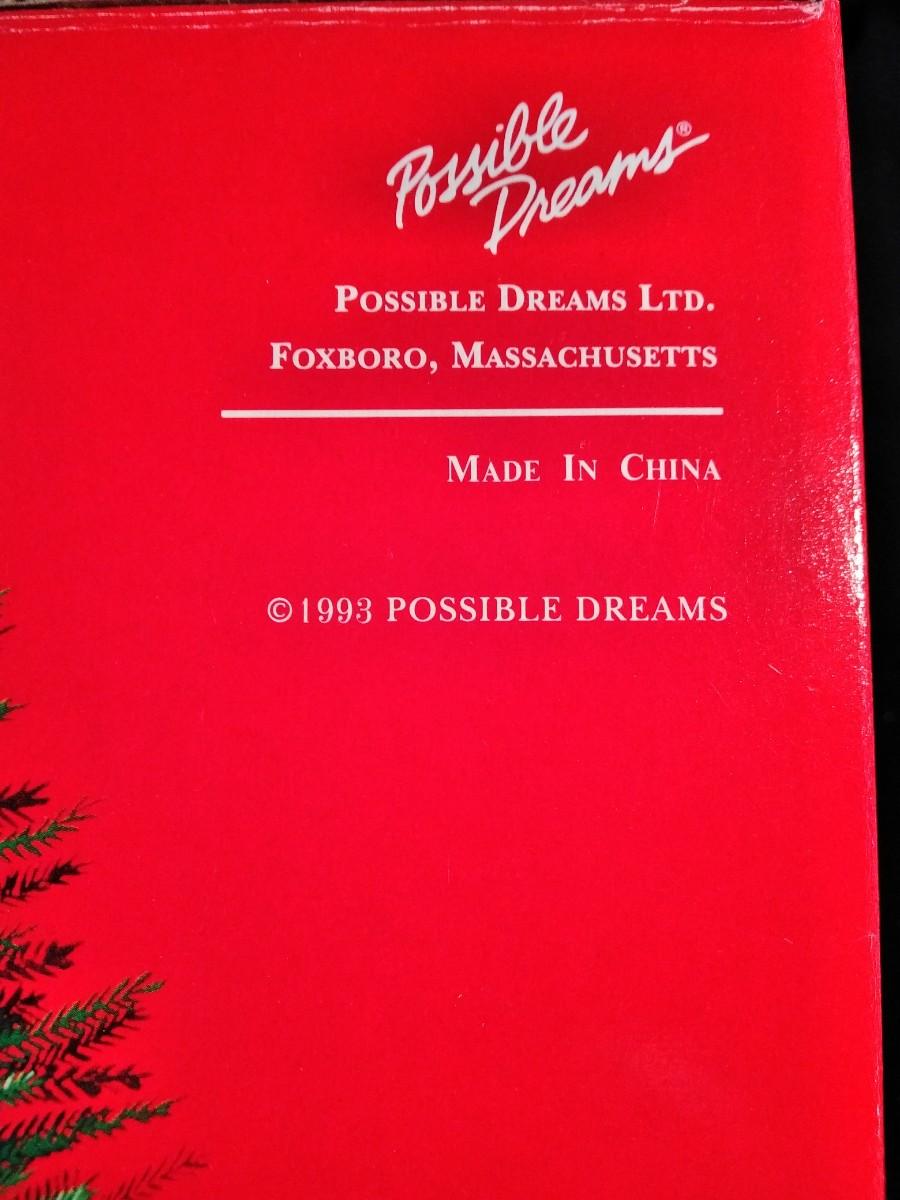 Possible
Dreams®
POSSIBLE DREAMS LTD.
FOXBORO, MASSACHUSETTS
MADE IN CHINA
©1993 POSSIBLE DREAMS